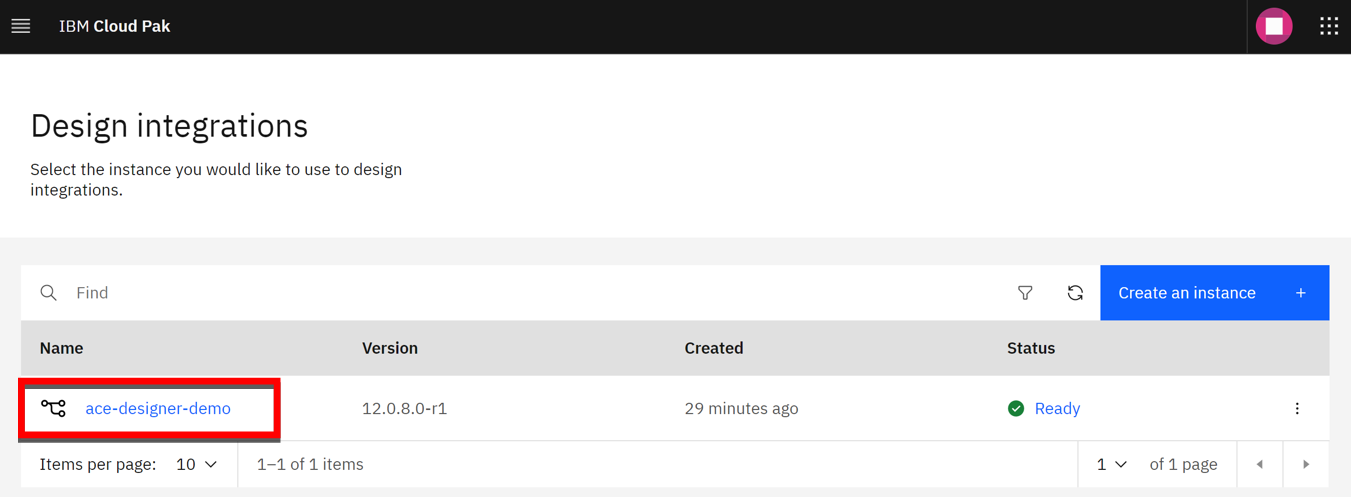 IBM Cloud Pak
Design integrations
Select the instance you would like to use to design
integrations.
Find
Create an instance +
Name Version Created Status
ace-designer-demo 12.0.8.0-r1 29 minutes ago Ready
Items per page: 10 1–1 of 1 items 1 of 1 page